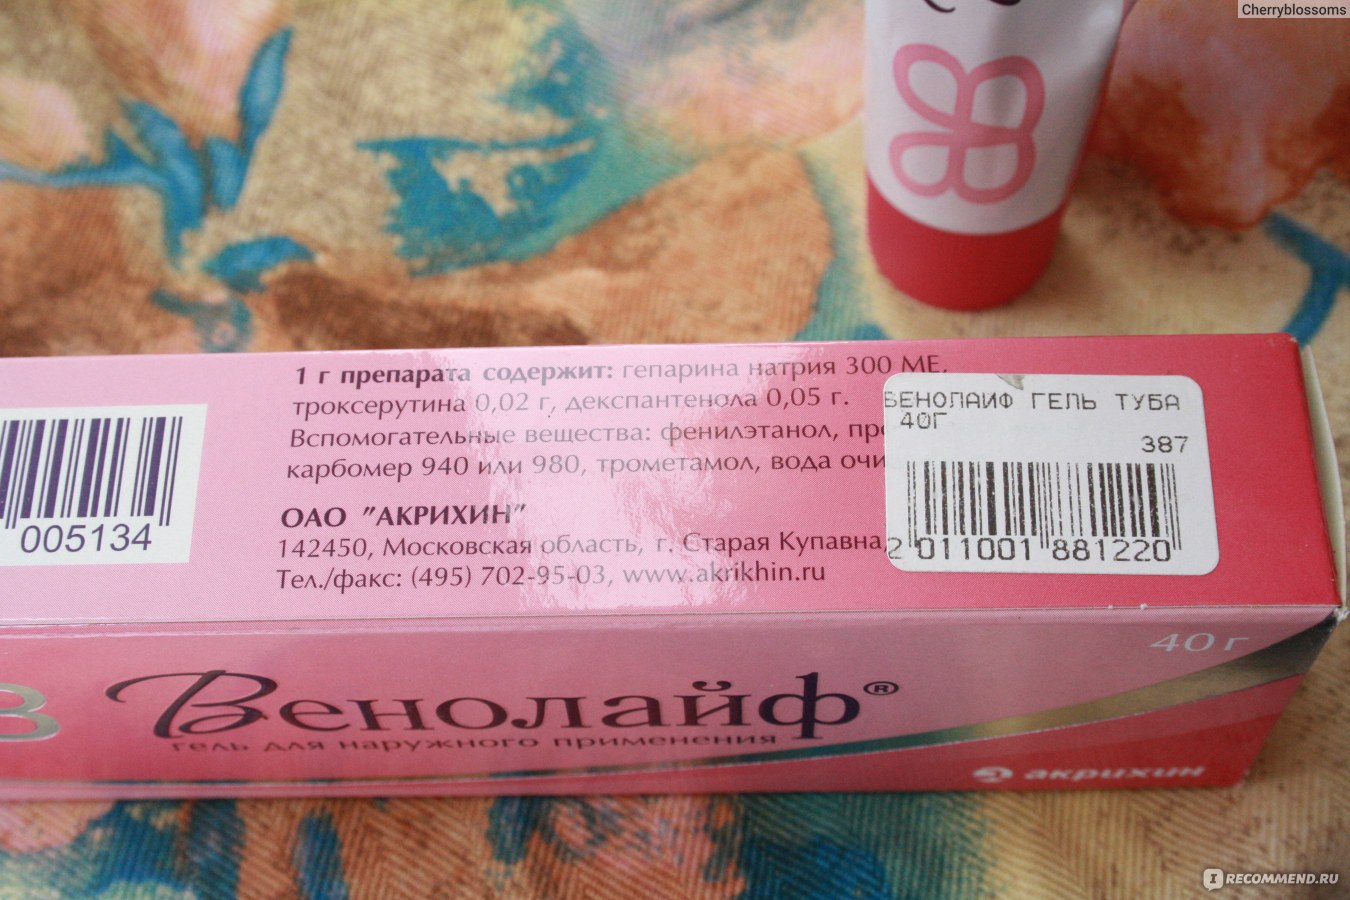 Cherryblossoms
1 г препарата содержит: гепарина натрия 300 МЕ,
троксерутина 0,02 г, декспантенола 0,05 г.
Вспомогательные вещества: фенилэтанол,
карбомер 940 или 980, трометамол, вода
ОАО "АКРИХИН"
142450, Московская область, г. Старая Купавна,
Тел./факс: (495) 702-95-03, www.akrikhin.ru
005134
ВЕНОЛАЙФ ГЕЛЬ ТУБА
40Г
387
2 011001 881220
40 г
Венолайф®
гель для наружного применения
акрихин
IRECOMMEND.RU